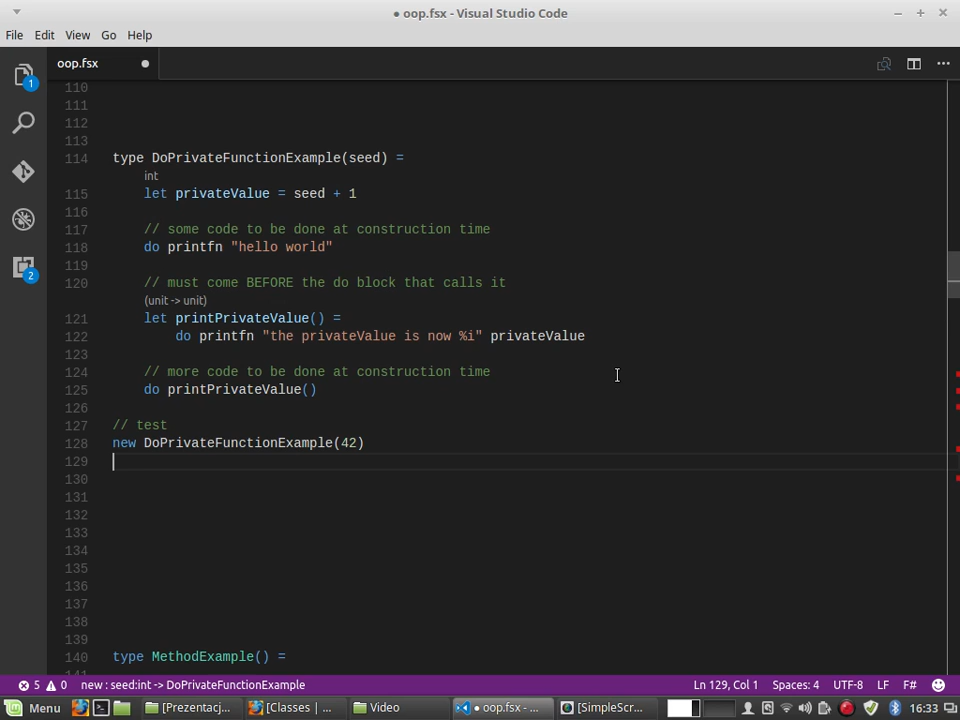 ● oop.fsx - Visual Studio Code
File Edit View Go Help
oop.fsx ●
110
111
112
113
114 type DoPrivateFunctionExample(seed) =
int
115 let privateValue = seed + 1
116
117 // some code to be done at construction time
118 do printfn "hello world"
119
120 // must come BEFORE the do block that calls it
(unit -> unit)
121 let printPrivateValue() =
122 do printfn "the privateValue is now %i" privateValue
123
124 // more code to be done at construction time
125 do printPrivateValue()
126
127 // test
128 new DoPrivateFunctionExample(42)
129
130
131
132
133
134
135
136
137
138
139
140 type MethodExample() =
1
2
5 0 new : seed:int -> DoPrivateFunctionExample Ln 129, Col 1 Spaces: 4 UTF-8 LF F#
Menu [Prezentacj... [Classes | ... Video ● oop.fsx - ... [SimpleScr... 16:33